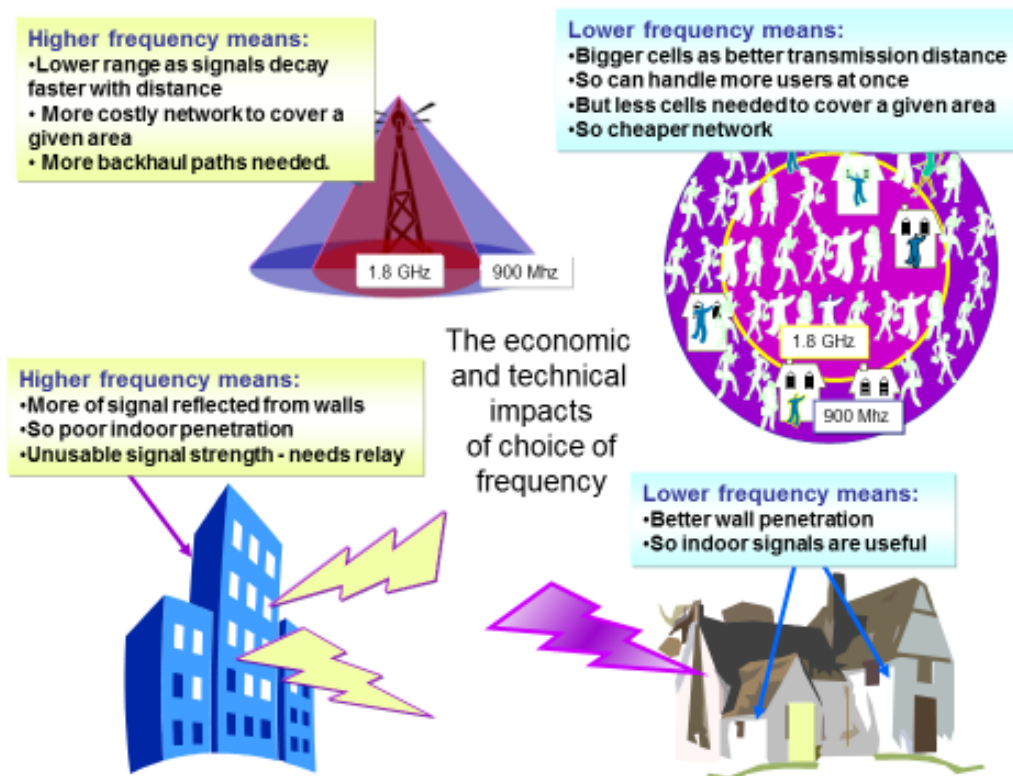 Higher frequency means:
•Lower range as signals decay
faster with distance
• More costly network to cover a
given area
• More backhaul paths needed.
Lower frequency means:
•Bigger cells as better transmission distance
•So can handle more users at once
•But less cells needed to cover a given area
•So cheaper network
1.8 GHz
900 Mhz
1.8 GHz
900 Mhz
The economic
and technical
impacts
of choice of
frequency
Higher frequency means:
•More of signal reflected from walls
•So poor indoor penetration
•Unusable signal strength - needs relay
Lower frequency means:
•Better wall penetration
•So indoor signals are useful